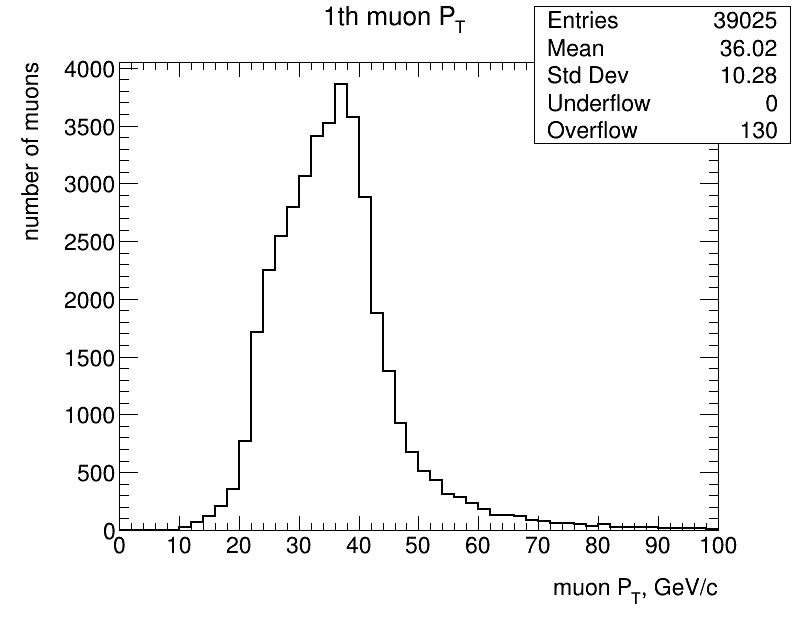 1th muon P_T
Entries 39025
Mean 36.02
Std Dev 10.28
Underflow 0
Overflow 130
number of muons
4000
3500
3000
2500
2000
1500
1000
500
0
0 10 20 30 40 50 60 70 80 90 100
muon P_T, GeV/c